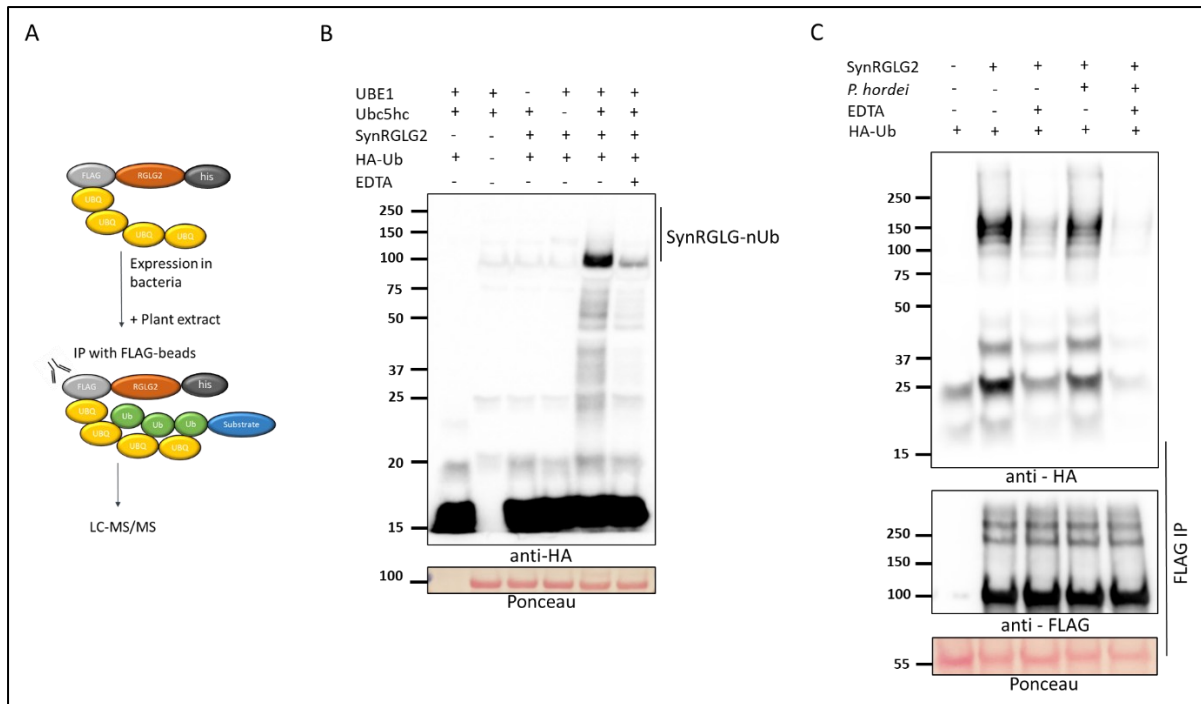 A
FLAG RGLG2 his
UBQ
UBQ UBQ UBQ
Expression in
bacteria
+ Plant extract
IP with FLAG-beads
FLAG RGLG2 his
UBQ Ub Ub Ub Substrate
UBQ UBQ UBQ
LC-MS/MS
B
UBE1 + + - + + +
Ubc5hc + + + - + +
SynRGLG2 - - + + + +
HA-Ub + - + + + +
EDTA - - - - - +
250
150
100
75
50
37
25
20
15
SynRGLG-nUb
anti-HA
100
Ponceau
C
SynRGLG2 - + + + +
P. hordei - - - + +
EDTA - - + - +
HA-Ub + + + + +
250
150
100
75
50
37
25
15
anti - HA
250
150
100
anti - FLAG
55
Ponceau
FLAG IP